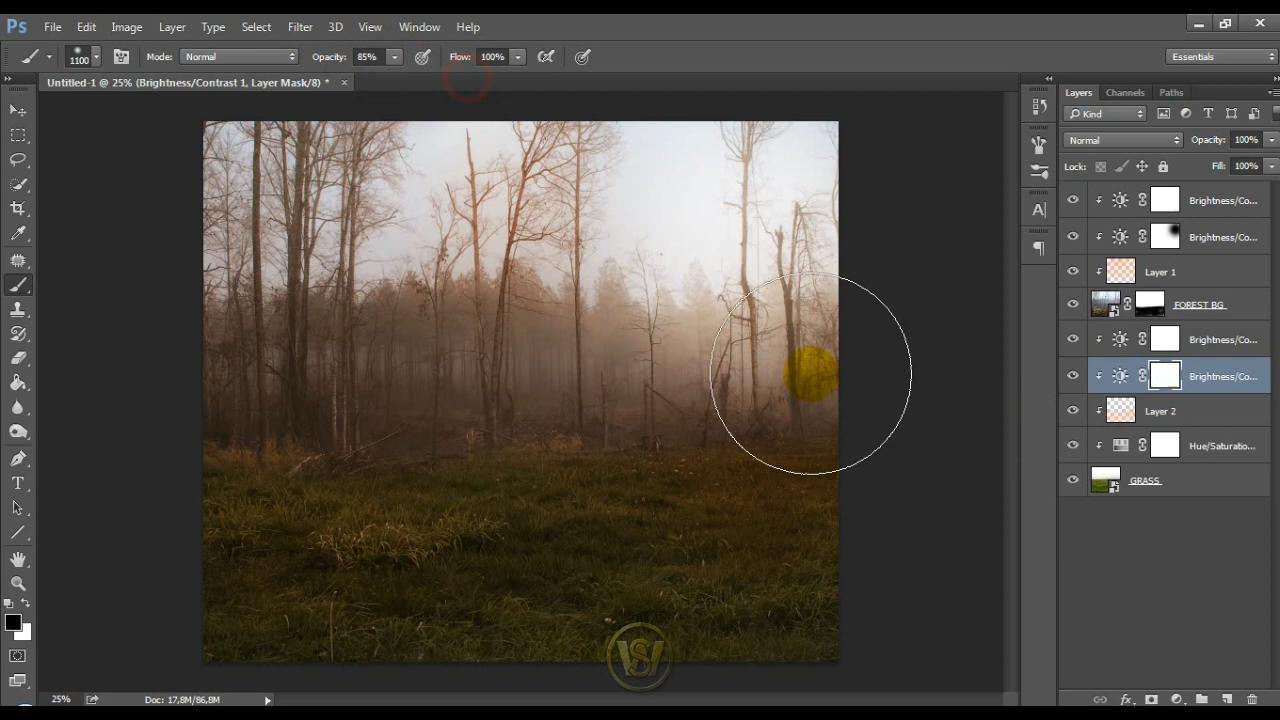 Ps File Edit Image Layer Type Select Filter 3D View Window Help
1100 Mode: Normal Opacity: 85% Flow: 100% Essentials
Untitled-1 @ 25% (Brightness/Contrast 1, Layer Mask/8) * ×
Layers Channels Paths
Kind
Normal Opacity: 100%
Lock: Fill: 100%
Brightness/Co...
Brightness/Co...
Layer 1
FOREST BG
Brightness/Co...
Brightness/Co...
Layer 2
Hue/Saturatio...
GRASS
25% Doc: 17,8M/86,8M